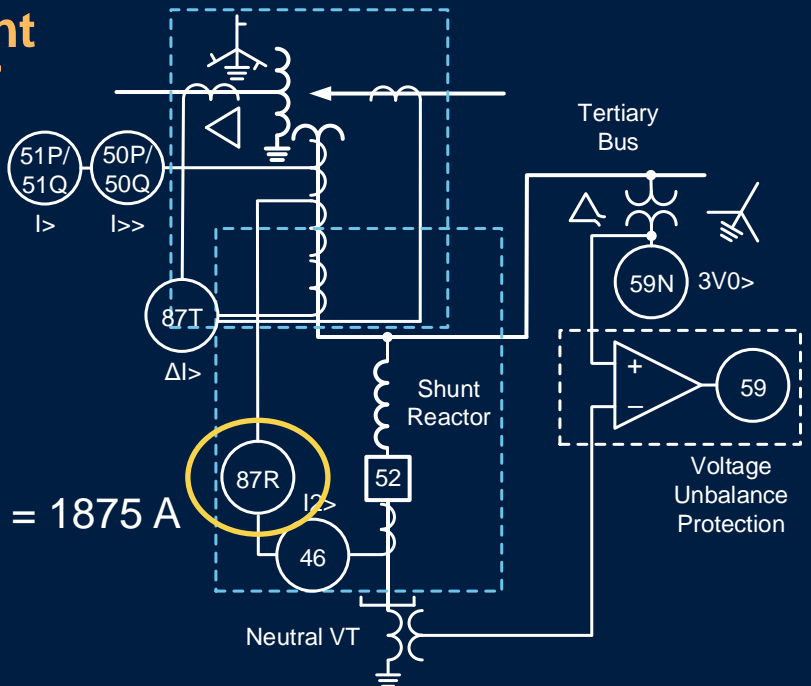 nt
51P/
51Q
I>
50P/
50Q
I>>
87T
ΔI>
Tertiary
Bus
59N
3V0>
+
–
59
Voltage
Unbalance
Protection
Shunt
Reactor
52
87R
I2>
= 1875 A
46
Neutral VT